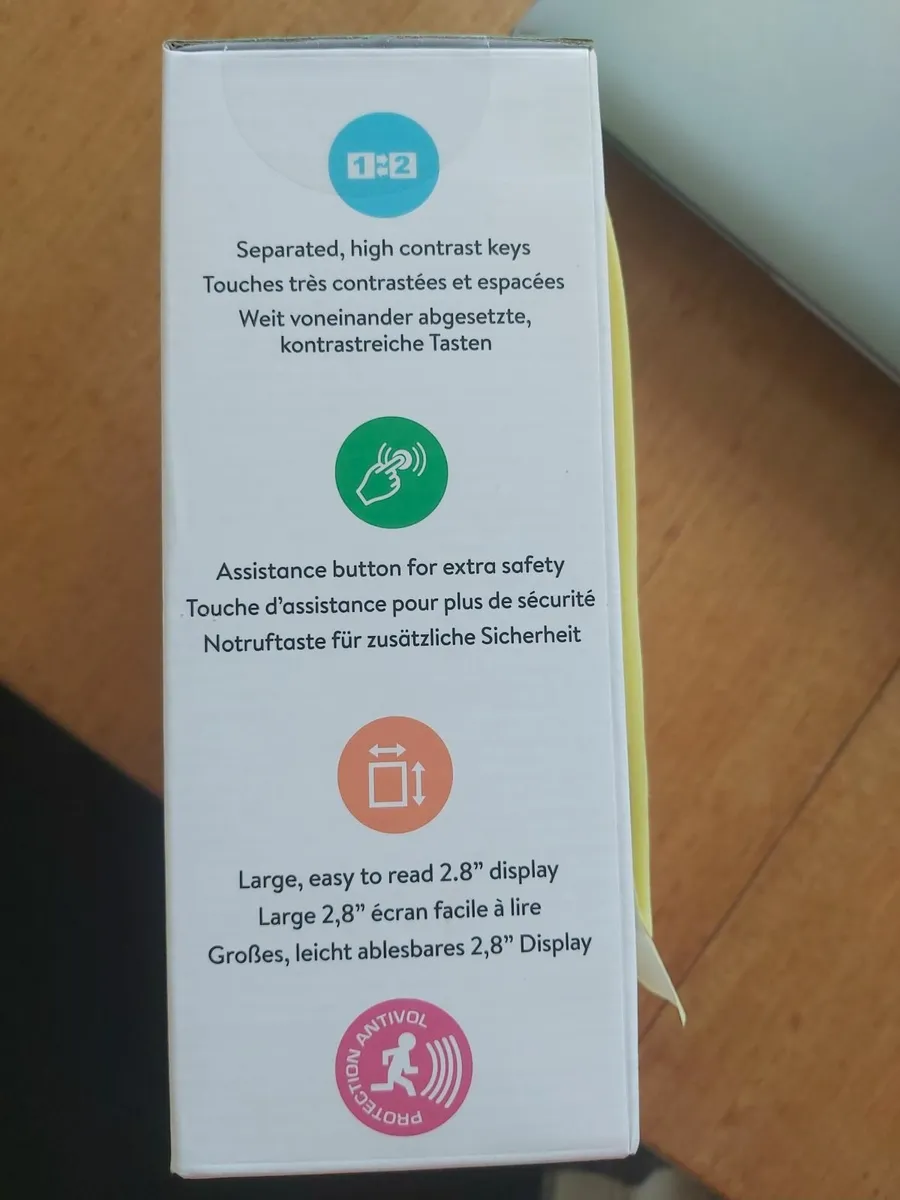 1 2
Separated, high contrast keys
Touches très contrastées et espacées
Weit voneinander abgesetzte,
kontrastreiche Tasten
Assistance button for extra safety
Touche d’assistance pour plus de sécurité
Notruftaste für zusätzliche Sicherheit
Large, easy to read 2.8” display
Large 2,8” écran facile à lire
Großes, leicht ablesbares 2,8” Display
PROTECTION ANTIVOL